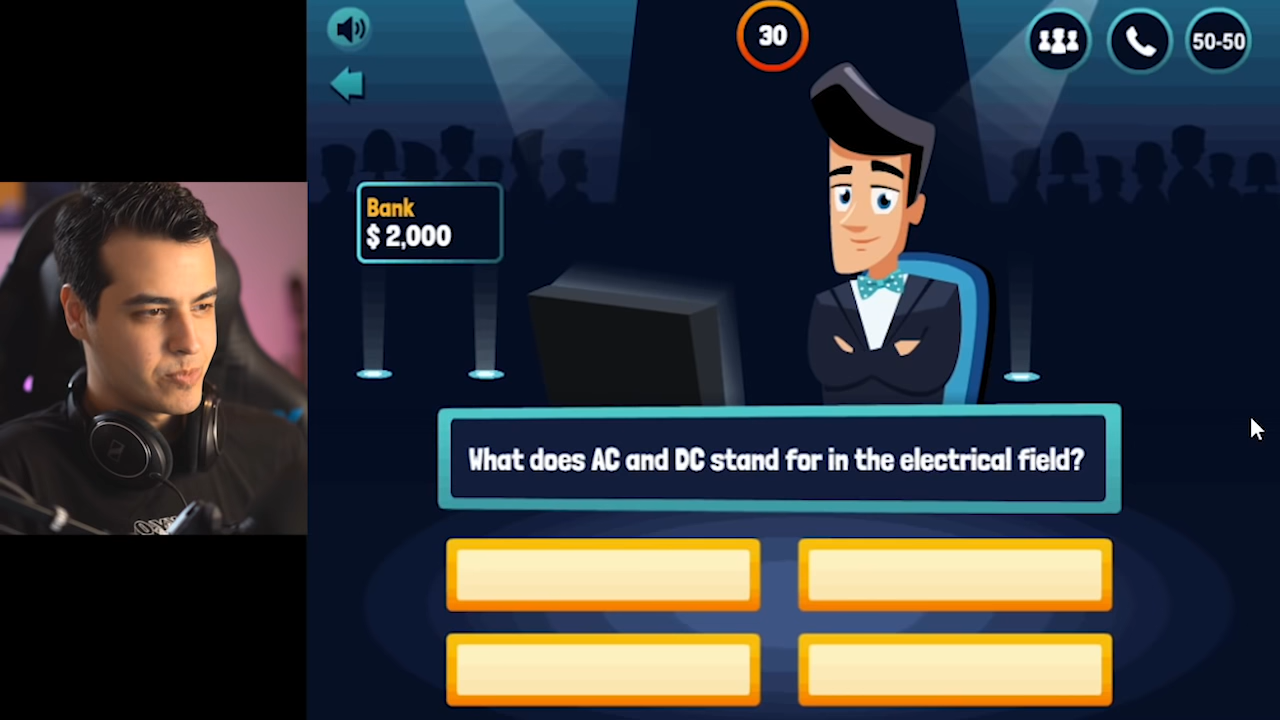 30
50-50
Bank
$ 2,000
What does AC and DC stand for in the electrical field?